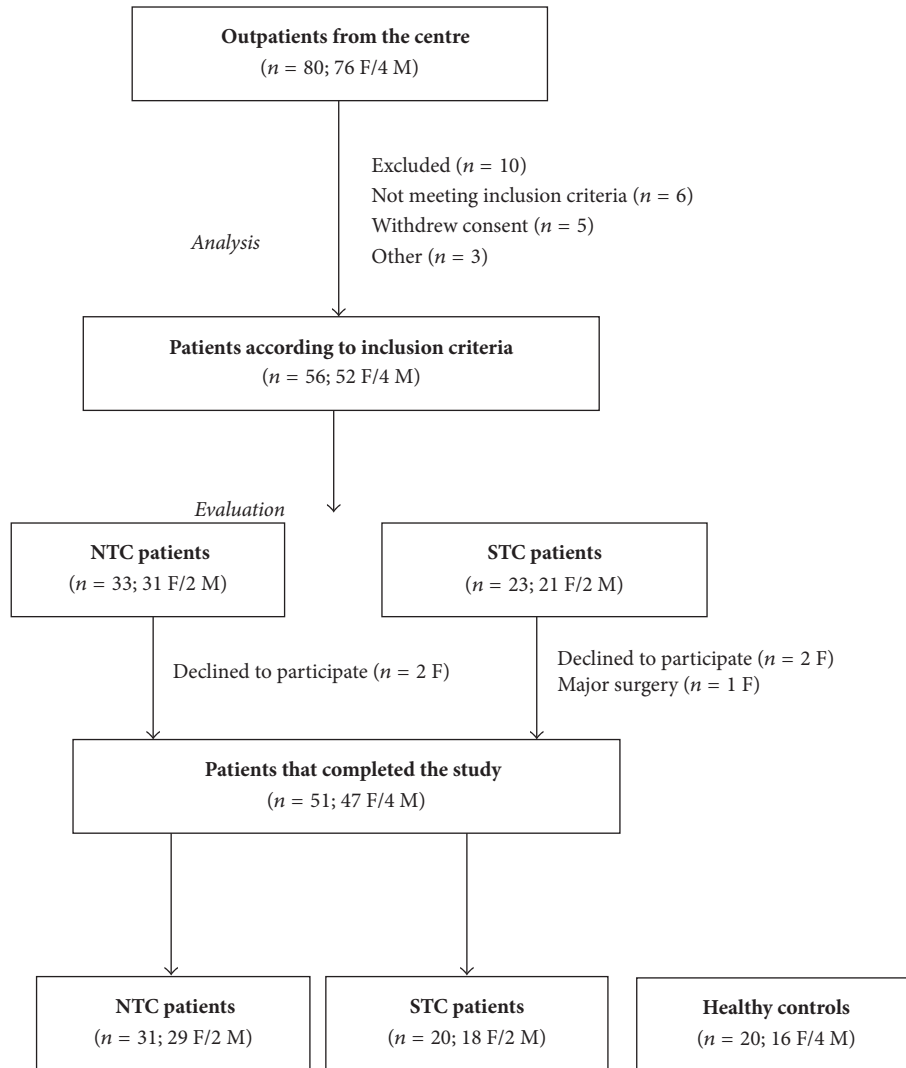 Outpatients from the centre
(n = 80; 76 F/4 M)
Excluded (n = 10)
Not meeting inclusion criteria (n = 6)
Withdrew consent (n = 5)
Analysis
Other (n = 3)
Patients according to inclusion criteria
(n = 56; 52 F/4 M)
Evaluation
NTC patients
(n = 33; 31 F/2 M)
STC patients
(n = 23; 21 F/2 M)
Declined to participate (n = 2 F)
Declined to participate (n = 2 F)
Major surgery (n = 1 F)
Patients that completed the study
(n = 51; 47 F/4 M)
NTC patients
(n = 31; 29 F/2 M)
STC patients
(n = 20; 18 F/2 M)
Healthy controls
(n = 20; 16 F/4 M)